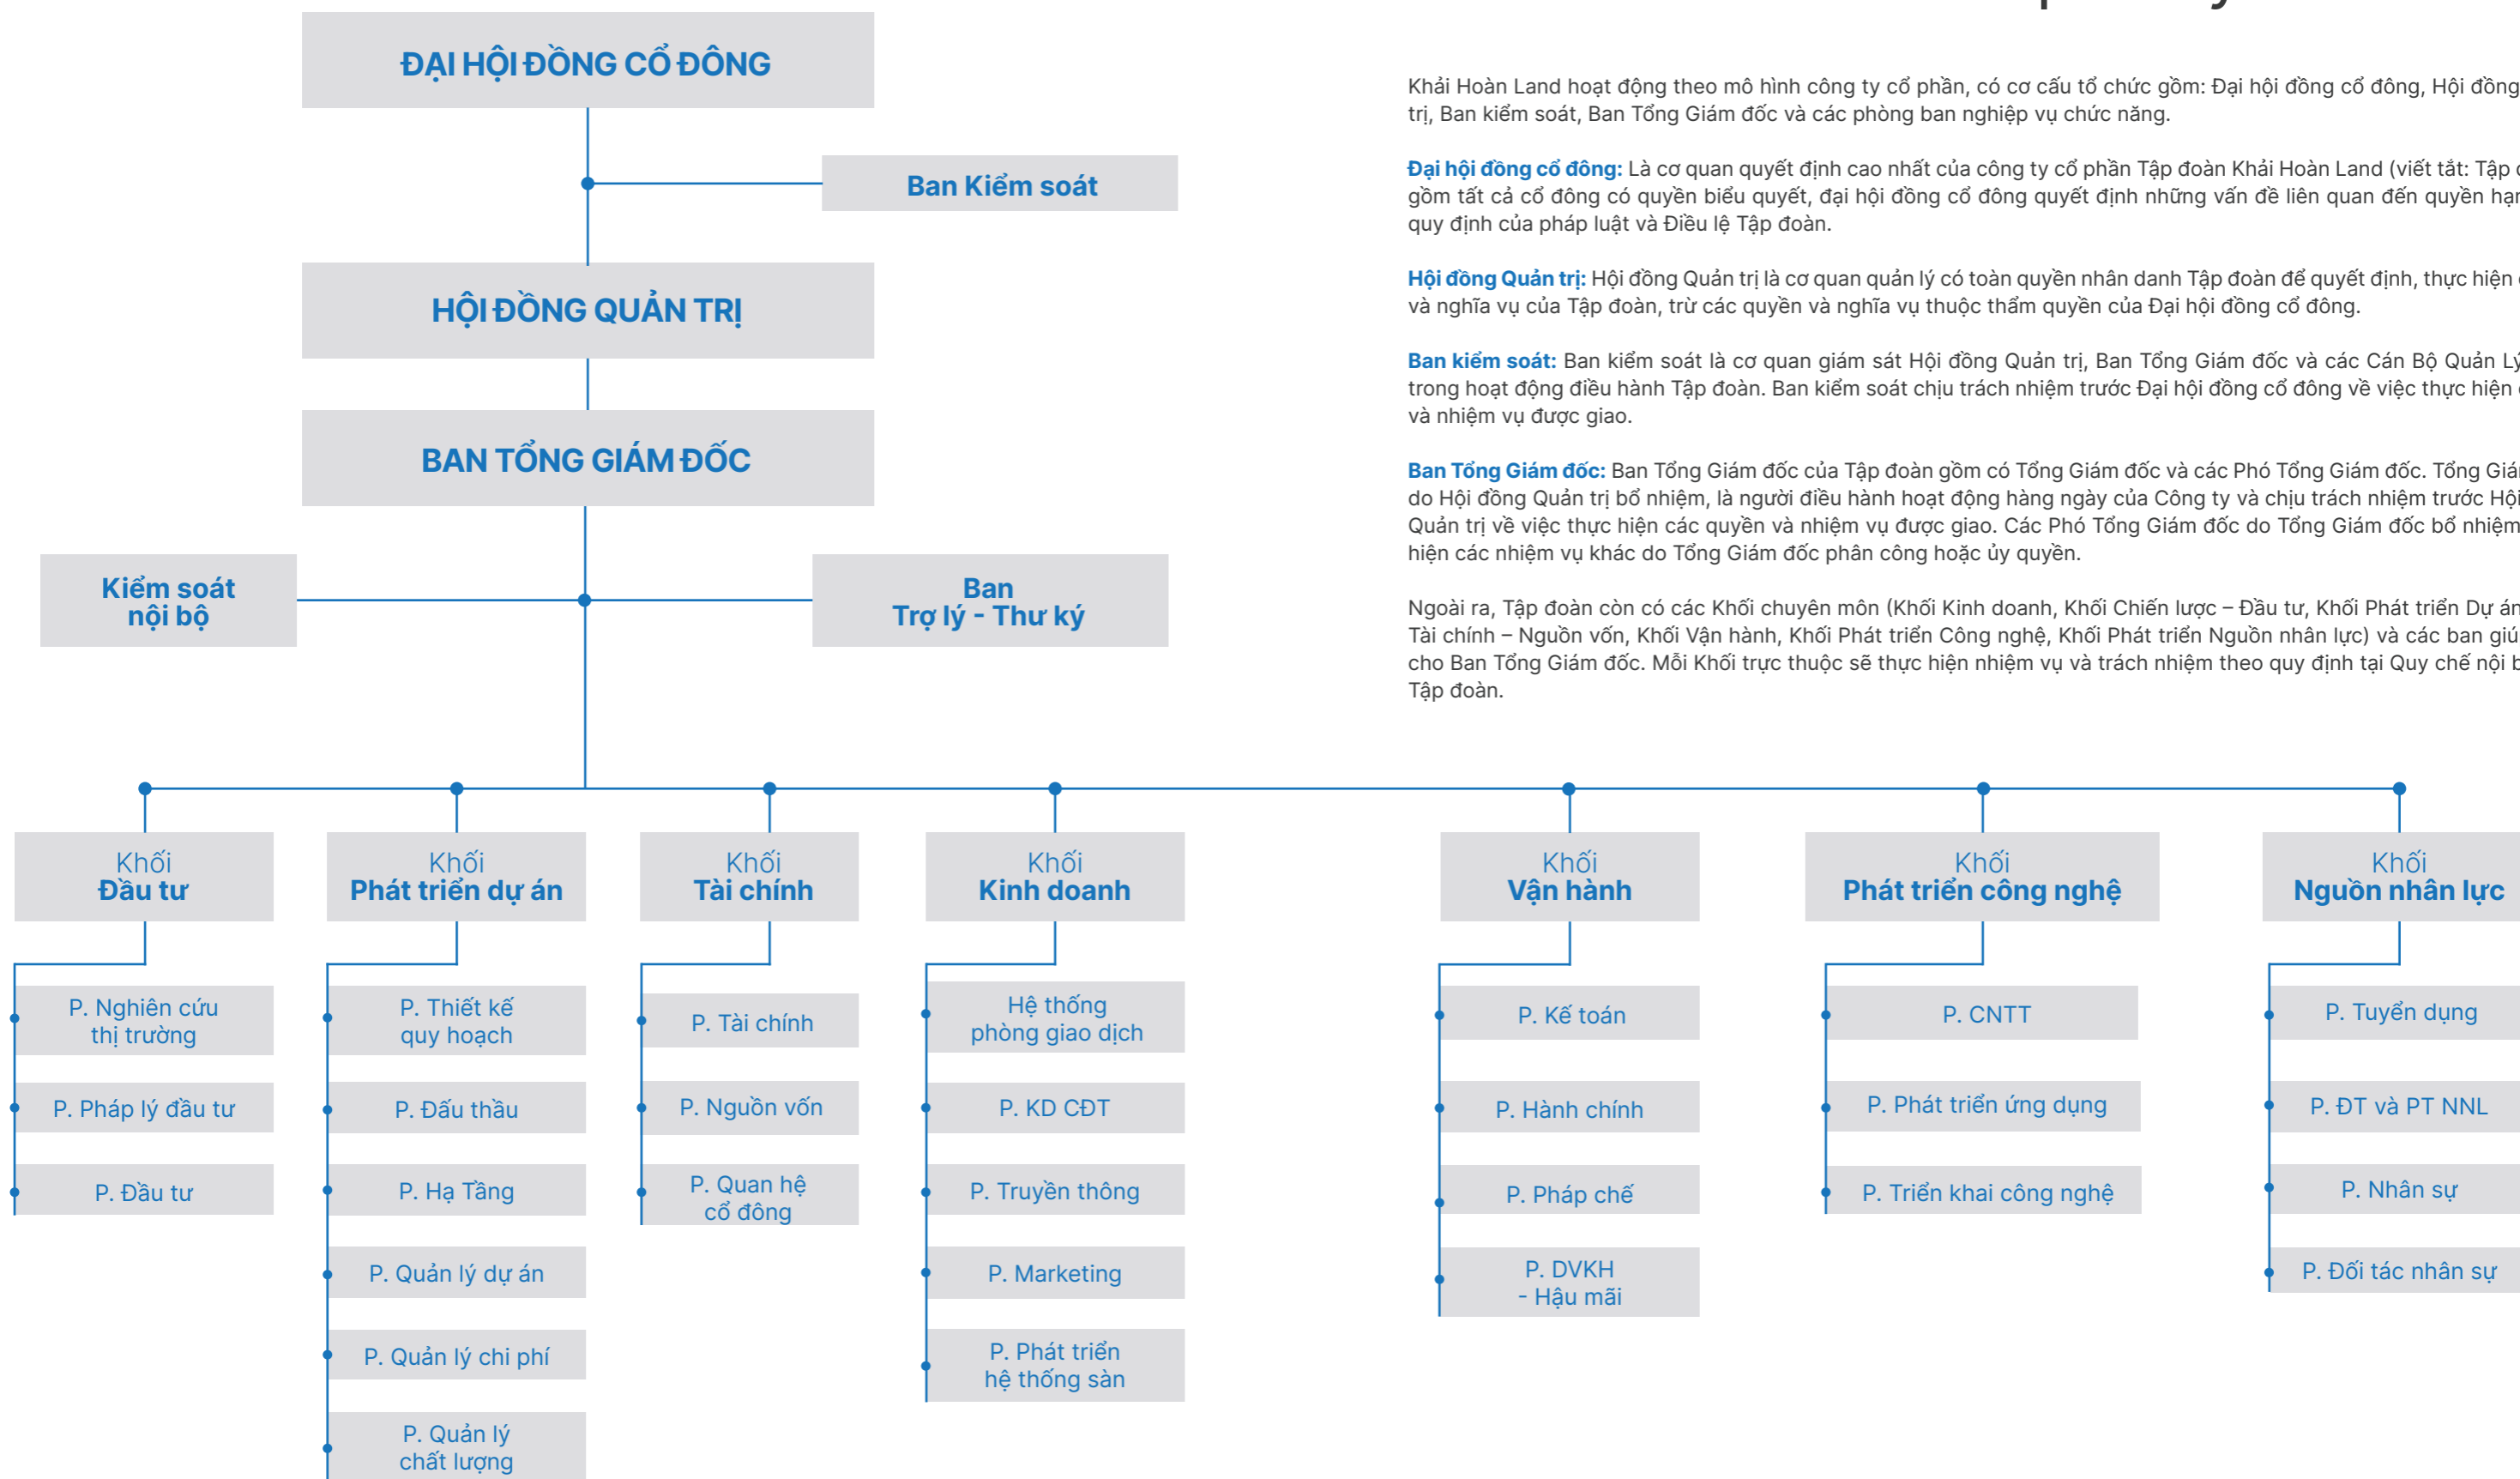 ĐẠI HỘI ĐỒNG CỔ ĐÔNG
Ban Kiểm soát
HỘI ĐỒNG QUẢN TRỊ
BAN TỔNG GIÁM ĐỐC
Kiểm soát
nội bộ
Ban
Trợ lý - Thư ký
Khải Hoàn Land hoạt động theo mô hình công ty cổ phần, có cơ cấu tổ chức gồm: Đại hội đồng cổ đông, Hội đồng
trị, Ban kiểm soát, Ban Tổng Giám đốc và các phòng ban nghiệp vụ chức năng.
Đại hội đồng cổ đông: Là cơ quan quyết định cao nhất của công ty cổ phần Tập đoàn Khải Hoàn Land (viết tắt: Tập
gồm tất cả cổ đông có quyền biểu quyết, đại hội đồng cổ đông quyết định những vấn đề liên quan đến quyền hạn
quy định của pháp luật và Điều lệ Tập đoàn.
Hội đồng Quản trị: Hội đồng Quản trị là cơ quan quản lý có toàn quyền nhân danh Tập đoàn để quyết định, thực hiện
và nghĩa vụ của Tập đoàn, trừ các quyền và nghĩa vụ thuộc thẩm quyền của Đại hội đồng cổ đông.
Ban kiểm soát: Ban kiểm soát là cơ quan giám sát Hội đồng Quản trị, Ban Tổng Giám đốc và các Cán Bộ Quản Lý
trong hoạt động điều hành Tập đoàn. Ban kiểm soát chịu trách nhiệm trước Đại hội đồng cổ đông về việc thực hiện
và nhiệm vụ được giao.
Ban Tổng Giám đốc: Ban Tổng Giám đốc của Tập đoàn gồm có Tổng Giám đốc và các Phó Tổng Giám đốc. Tổng
do Hội đồng Quản trị bổ nhiệm, là người điều hành hoạt động hàng ngày của Công ty và chịu trách nhiệm trước Hội
Quản trị về việc thực hiện các quyền và nhiệm vụ được giao. Các Phó Tổng Giám đốc do Tổng Giám đốc bổ nhiệm
hiện các nhiệm vụ khác do Tổng Giám đốc phân công hoặc ủy quyền.
Ngoài ra, Tập đoàn còn có các Khối chuyên môn (Khối Kinh doanh, Khối Chiến lược – Đầu tư, Khối Phát triển Dự án
Tài chính – Nguồn vốn, Khối Vận hành, Khối Phát triển Công nghệ, Khối Phát triển Nguồn nhân lực) và các ban
cho Ban Tổng Giám đốc. Mỗi Khối trực thuộc sẽ thực hiện nhiệm vụ và trách nhiệm theo quy định tại Quy chế nội
Tập đoàn.
Khối
Đầu tư
P. Nghiên cứu
thị trường
P. Pháp lý đầu tư
P. Đầu tư
Khối
Phát triển dự án
P. Thiết kế
quy hoạch
P. Đấu thầu
P. Hạ Tầng
P. Quản lý dự án
P. Quản lý chi phí
P. Quản lý
chất lượng
Khối
Tài chính
P. Tài chính
P. Nguồn vốn
P. Quan hệ
cổ đông
Khối
Kinh doanh
Hệ thống
phòng giao dịch
P. KD CĐT
P. Truyền thông
P. Marketing
P. Phát triển
hệ thống sàn
Khối
Vận hành
P. Kế toán
P. Hành chính
P. Pháp chế
P. DVKH
- Hậu mãi
Khối
Phát triển công nghệ
P. CNTT
P. Phát triển ứng dụng
P. Triển khai công nghệ
Khối
Nguồn nhân lực
P. Tuyển dụng
P. ĐT và PT NNL
P. Nhân sự
P. Đối tác nhân sự